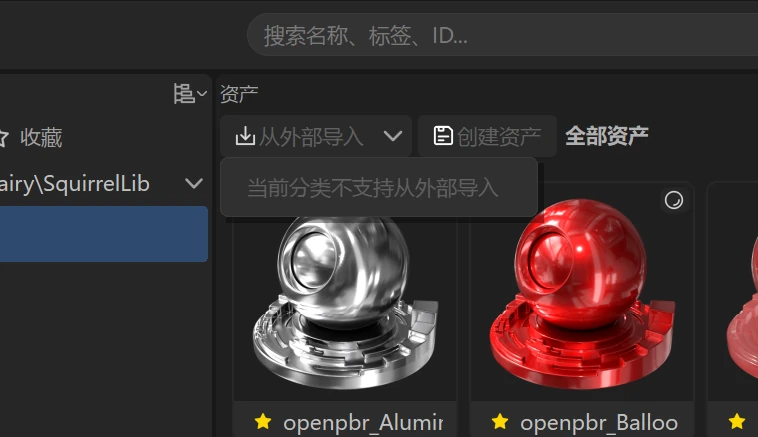 搜索名称、标签、ID...
资产
收藏
从外部导入
创建资产
全部资产
airy\SquirrelLib
当前分类不支持从外部导入
openpbr_Alumin
openpbr_Balloo